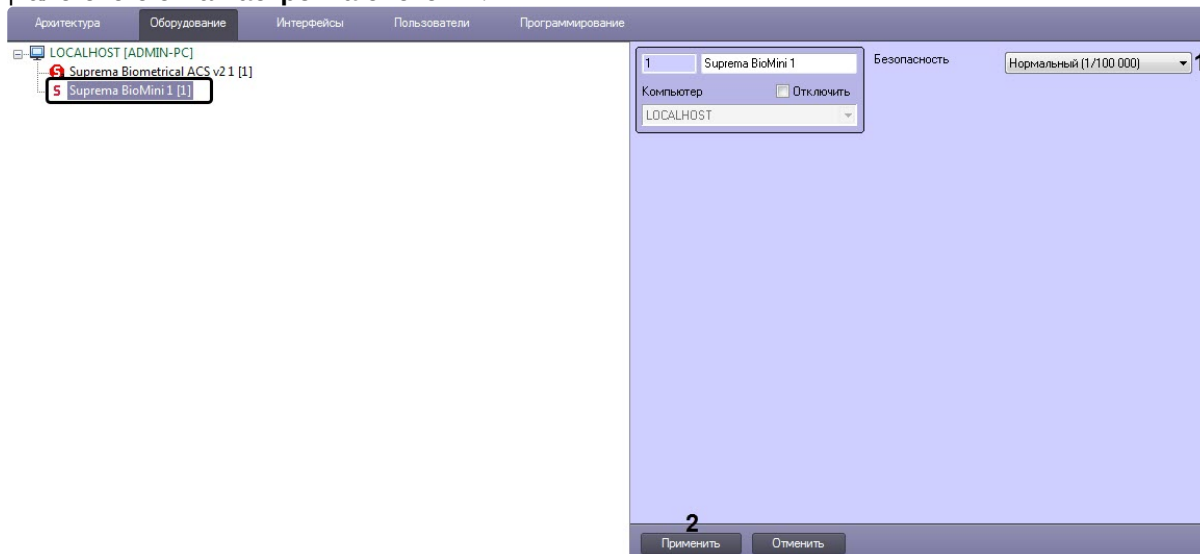 Архитектура Оборудование Интерфейсы Пользователи Программирование
LOCALHOST [ADMIN-PC]
Suprema Biometrical ACS v2 1 [1]
Suprema BioMini 1 [1]
1 Suprema BioMini 1
Компьютер Отключить
LOCALHOST
Безопасность Нормальный (1/100 000) 1
2
Применить Отменить